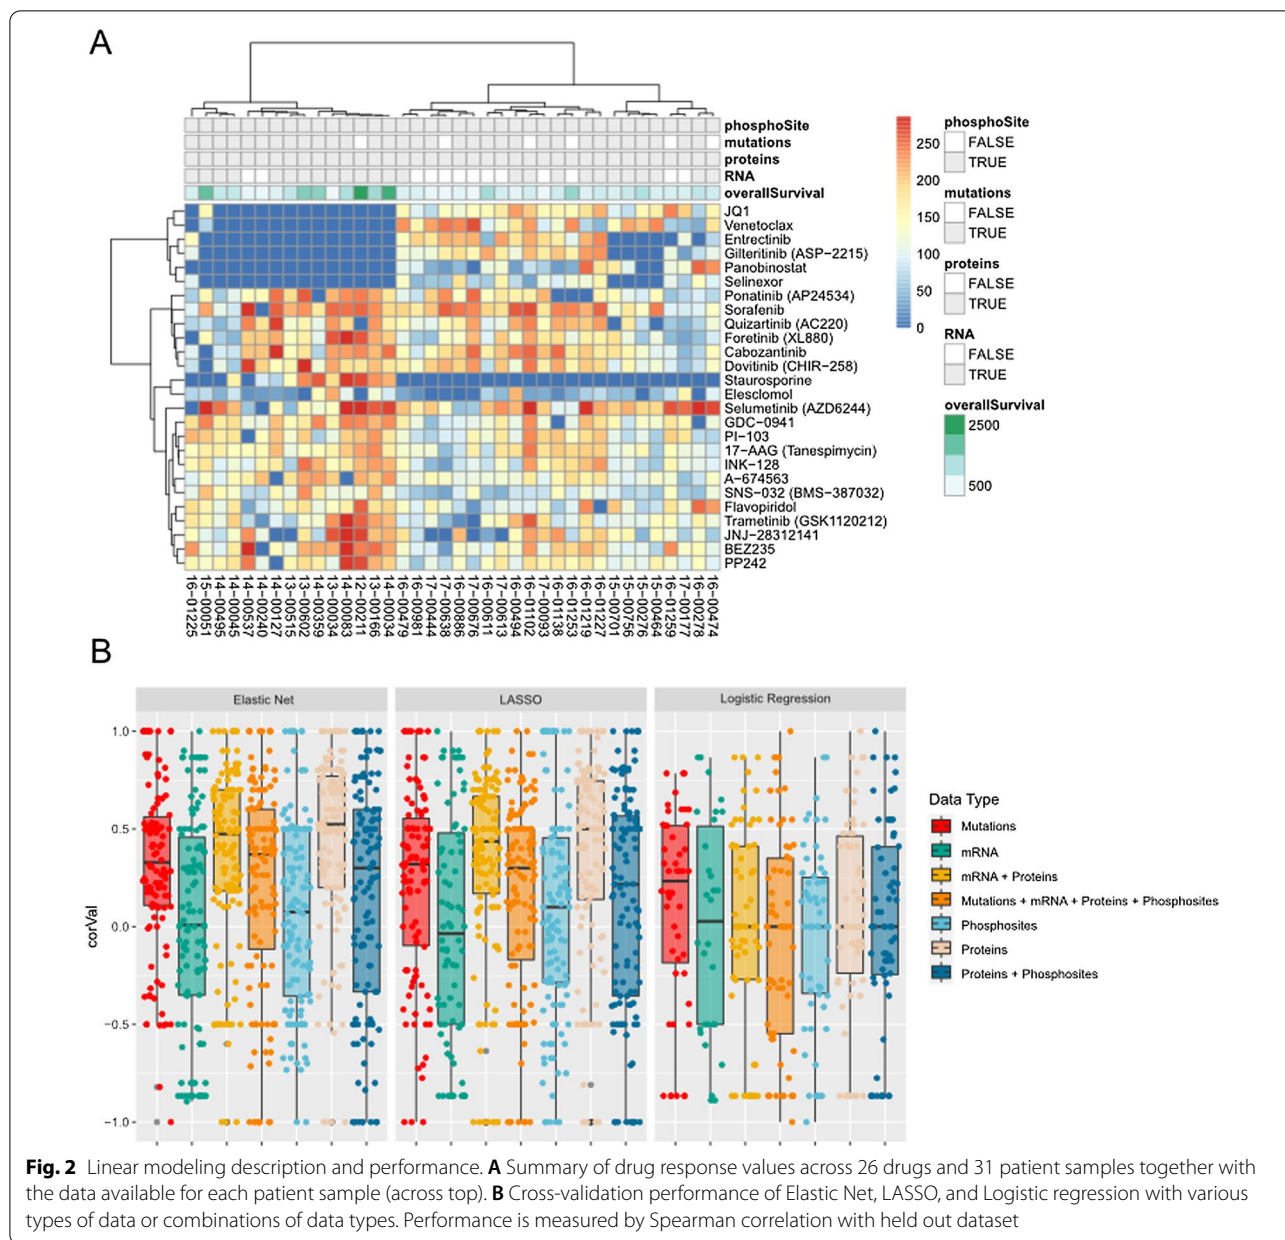 A
phosphoSite
mutations
proteins
RNA
overallSurvival
JQ1
Venetoclax
Entrectinib
Gilteritinib (ASP−2215)
Panobinostat
Selinexor
Ponatinib (AP24534)
Sorafenib
Quizartinib (AC220)
Foretinib (XL880)
Cabozantinib
Dovitinib (CHIR−258)
Staurosporine
Elesclomol
Selumetinib (AZD6244)
GDC−0941
PI−103
17−AAG (Tanespimycin)
INK−128
A−674563
SNS−032 (BMS−387032)
Flavopiridol
Trametinib (GSK1120212)
JNJ−28312141
BEZ235
PP242
250
200
150
100
50
0
phosphoSite
FALSE
TRUE
mutations
FALSE
TRUE
proteins
FALSE
TRUE
RNA
FALSE
TRUE
overallSurvival
2500
500
16−01225
15−00051
14−00495
14−00045
14−00537
14−00240
14−00127
13−00515
13−00602
14−00359
13−00034
14−00083
12−00211
13−00166
14−00034
16−00479
16−00981
17−00444
17−00638
16−00886
17−00676
16−00611
17−00613
16−00494
16−01102
17−00093
16−01138
16−01253
16−01219
16−01227
15−00701
15−00756
15−00276
15−00464
16−01259
17−00177
16−00278
16−00474
B
Elastic Net
LASSO
Logistic Regression
corVal
1.0
0.5
0.0
−0.5
−1.0
Data Type
Mutations
mRNA
mRNA + Proteins
Mutations + mRNA + Proteins + Phosphosites
Phosphosites
Proteins
Proteins + Phosphosites
Fig. 2 Linear modeling description and performance. A Summary of drug response values across 26 drugs and 31 patient samples together with
the data available for each patient sample (across top). B Cross-validation performance of Elastic Net, LASSO, and Logistic regression with various
types of data or combinations of data types. Performance is measured by Spearman correlation with held out dataset